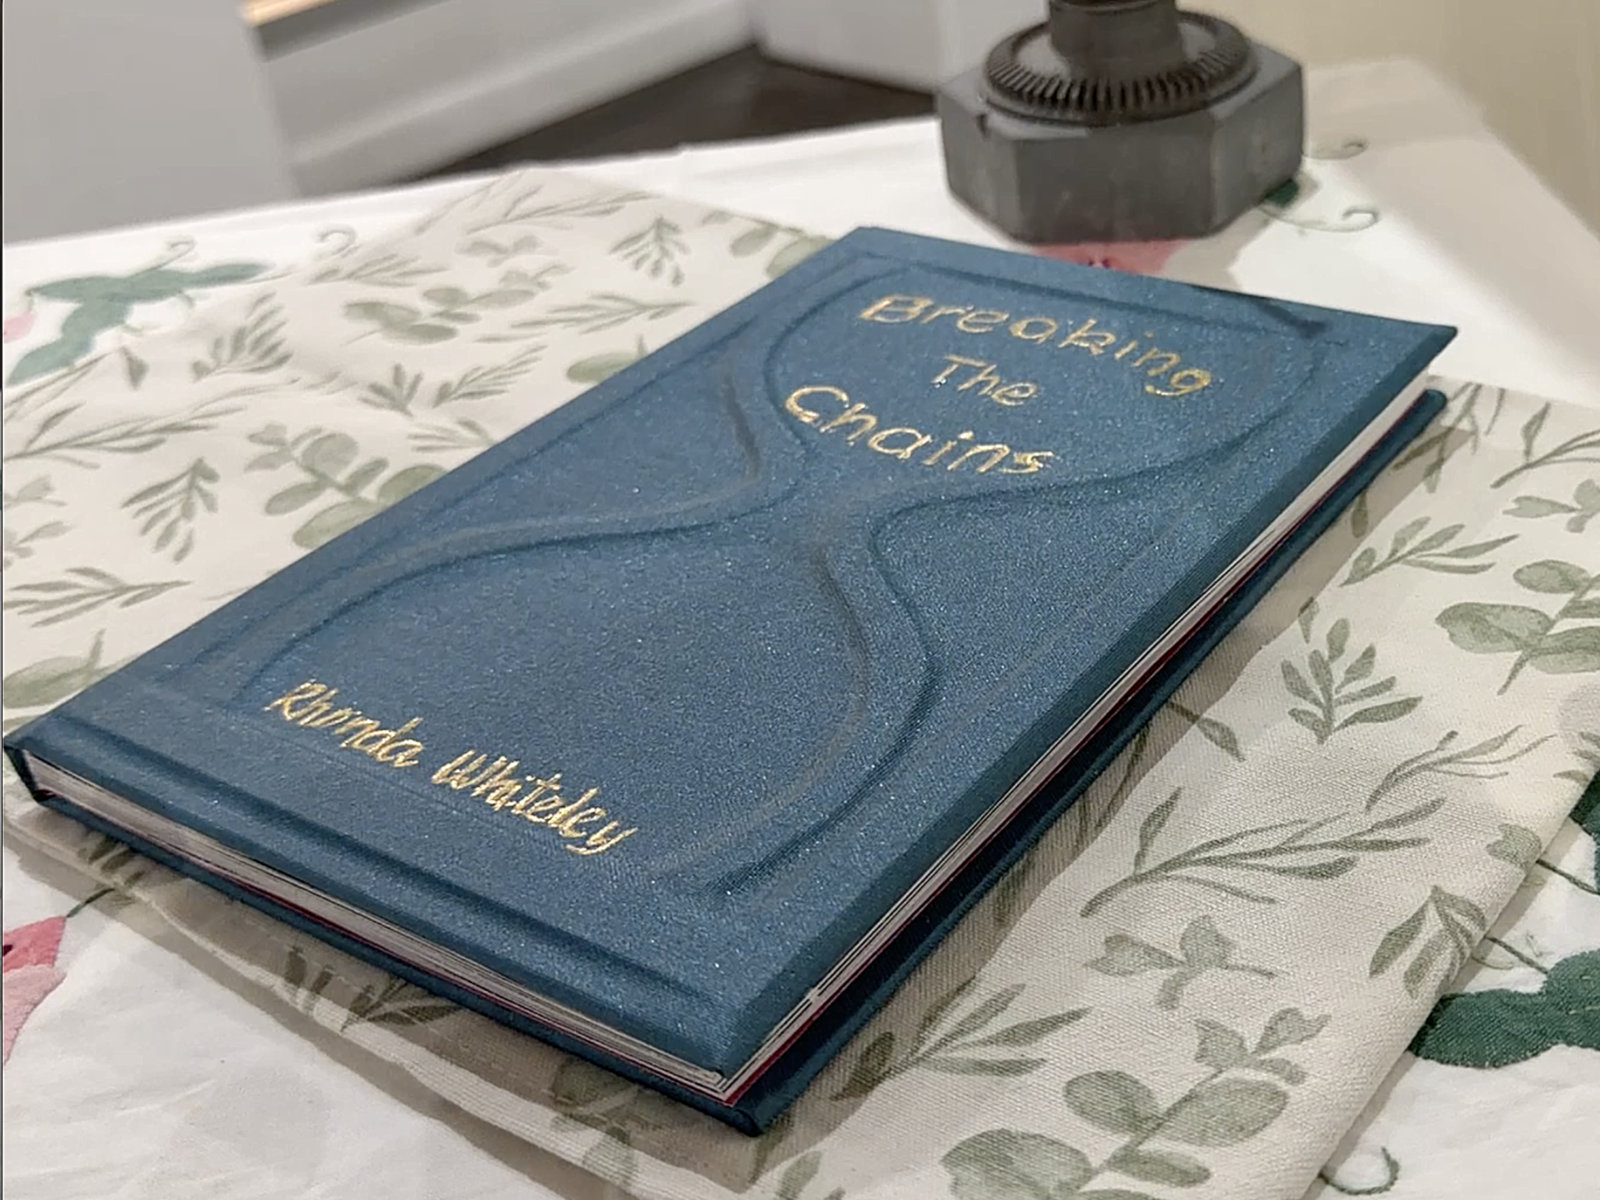 Breaking
The
Chains
Rhonda Whiteley